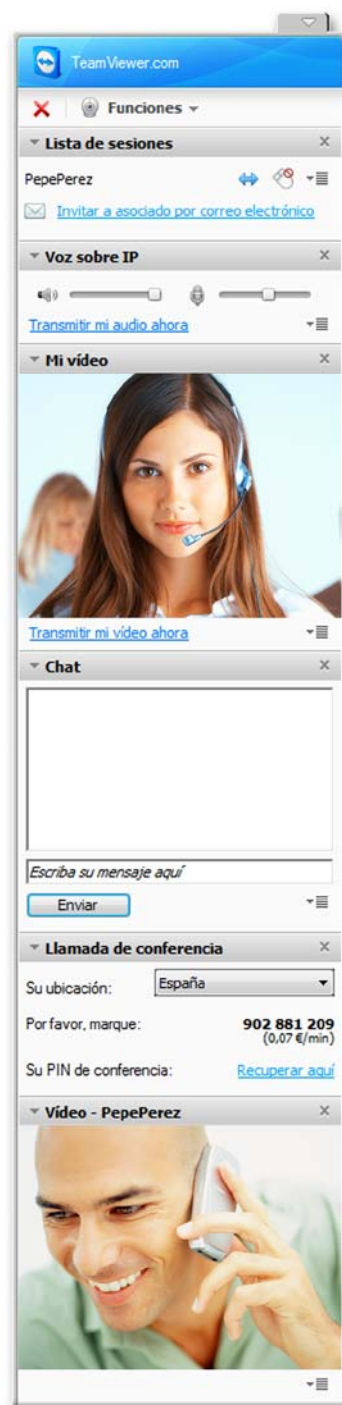 TeamViewer.com
Funciones
Lista de sesiones
PepePerez
Invitar a asociado por correo electrónico
Voz sobre IP
Transmitir mi audio ahora
Mi vídeo
Transmitir mi vídeo ahora
Chat
Escriba su mensaje aquí
Enviar
Llamada de conferencia
Su ubicación: España
Por favor, marque: 902 881 209
(0,07 €/min)
Su PIN de conferencia: Recuperar aquí
Vídeo - PepePerez